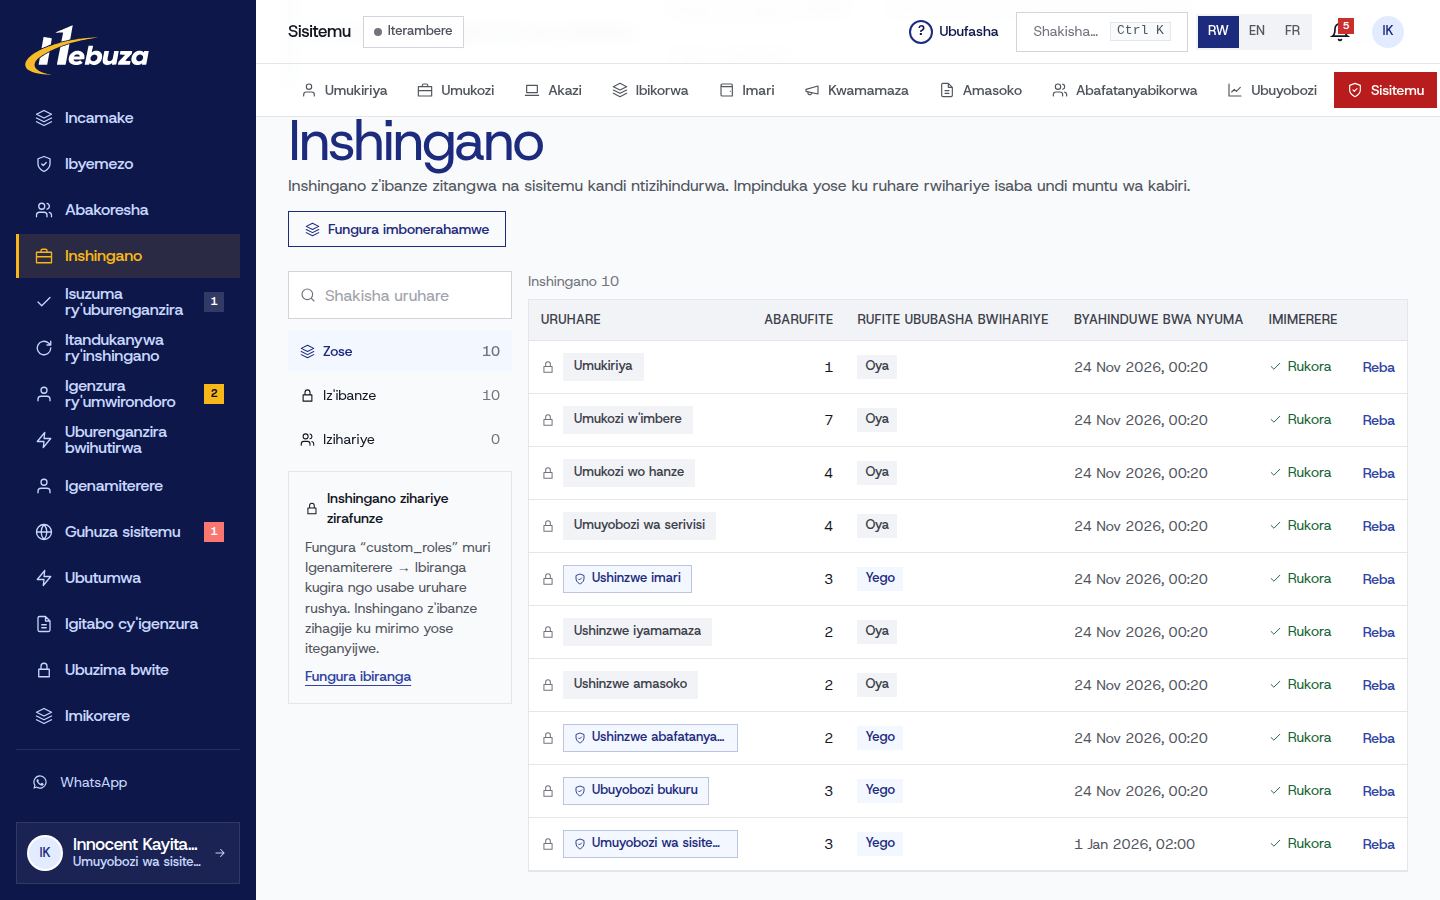 Hebuza
Incamake
Ibyemezo
Abakoresha
Inshingano
Isuzuma
ry'uburenganzira
1
Itandukanywa
ry'inshingano
Igenzura
ry'umwirondoro
2
Uburenganzira
bwihutirwa
Igenamiterere
Guhuza sisitemu 1
Ubutumwa
Igitabo cy'igenzura
Ubuzima bwite
Imikorere
WhatsApp
IK
Innocent Kayita...
Umuyobozi wa sisite...
Sisitemu Iterambere ? Ubufasha Shakisha... Ctrl K RW EN FR 5 IK
Umukiriya Umukozi Akazi Ibikorwa Imari Kwamamaza Amasoko Abafatanyabikorwa Ubuyobozi Sisitemu
Inshingano
Inshingano z'ibanze zitangwa na sisitemu kandi ntizihindurwa. Impinduka yose ku ruhare rwihariye isaba undi muntu wa kabiri.
Fungura imbonerahamwe
Shakisha uruhare
Zose 10
Iz'ibanze 10
Izihariye 0
Inshingano zihariye
zirafunze
Fungura “custom_roles” muri
Igenamiterere → Ibiranga
kugira ngo usabe uruhare
rushya. Inshingano z'ibanze
zihagije ku mirimo yose
iteganyijwe.
Fungura ibiranga
Inshingano 10
URUHARE ABARUFITE RUFITE UBUBASHA BWIHARIYE BYAHINDUWE BWA NYUMA IMIMERERE
Umukiriya 1 Oya 24 Nov 2026, 00:20 Rukora Reba
Umukozi w'imbere 7 Oya 24 Nov 2026, 00:20 Rukora Reba
Umukozi wo hanze 4 Oya 24 Nov 2026, 00:20 Rukora Reba
Umuyobozi wa serivisi 4 Oya 24 Nov 2026, 00:20 Rukora Reba
Ushinzwe imari 3 Yego 24 Nov 2026, 00:20 Rukora Reba
Ushinzwe iyamamaza 2 Oya 24 Nov 2026, 00:20 Rukora Reba
Ushinzwe amasoko 2 Oya 24 Nov 2026, 00:20 Rukora Reba
Ushinzwe abafatanya... 2 Yego 24 Nov 2026, 00:20 Rukora Reba
Ubuyobozi bukuru 3 Yego 24 Nov 2026, 00:20 Rukora Reba
Umuyobozi wa sisite... 3 Yego 1 Jan 2026, 02:00 Rukora Reba